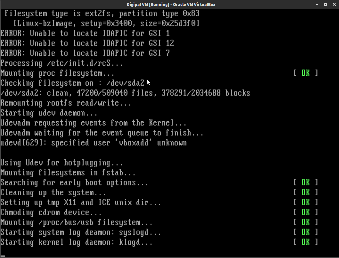 Digipal VM [Running] - Oracle VM VirtualBox
filesystem type is ext2fs, partition type 0x83
[Linux-bzImage, setup=0x3400, size=0x25d3f0]
ERROR: Unable to locate IOAPIC for GSI 1
ERROR: Unable to locate IOAPIC for GSI 12
ERROR: Unable to locate IOAPIC for GSI 7
Processing /etc/init.d/rcS...
Mounting proc filesystem... [ OK ]
Checking filesystem on : /dev/sda2
/dev/sda2: clean, 47200/509040 files, 378291/2034688 blocks
Remounting rootfs read/write...
Starting udev daemon...
Udevadm requesting events from the Kernel...
Udevadm waiting for the event queue to finish...
udevd[629]: specified user 'vboxadd' unknown
Using Udev for hotplugging...
Mounting filesystems in fstab...
Searching for early boot options... [ OK ]
Cleaning up the system... [ OK ]
Setting up tmp X11 and ICE unix dir... [ OK ]
Chmoding cdrom device... [ OK ]
Mounting /proc/bus/usb filesystem... [ OK ]
Starting system log daemon: syslogd... [ OK ]
Starting kernel log daemon: klogd... [ OK ]